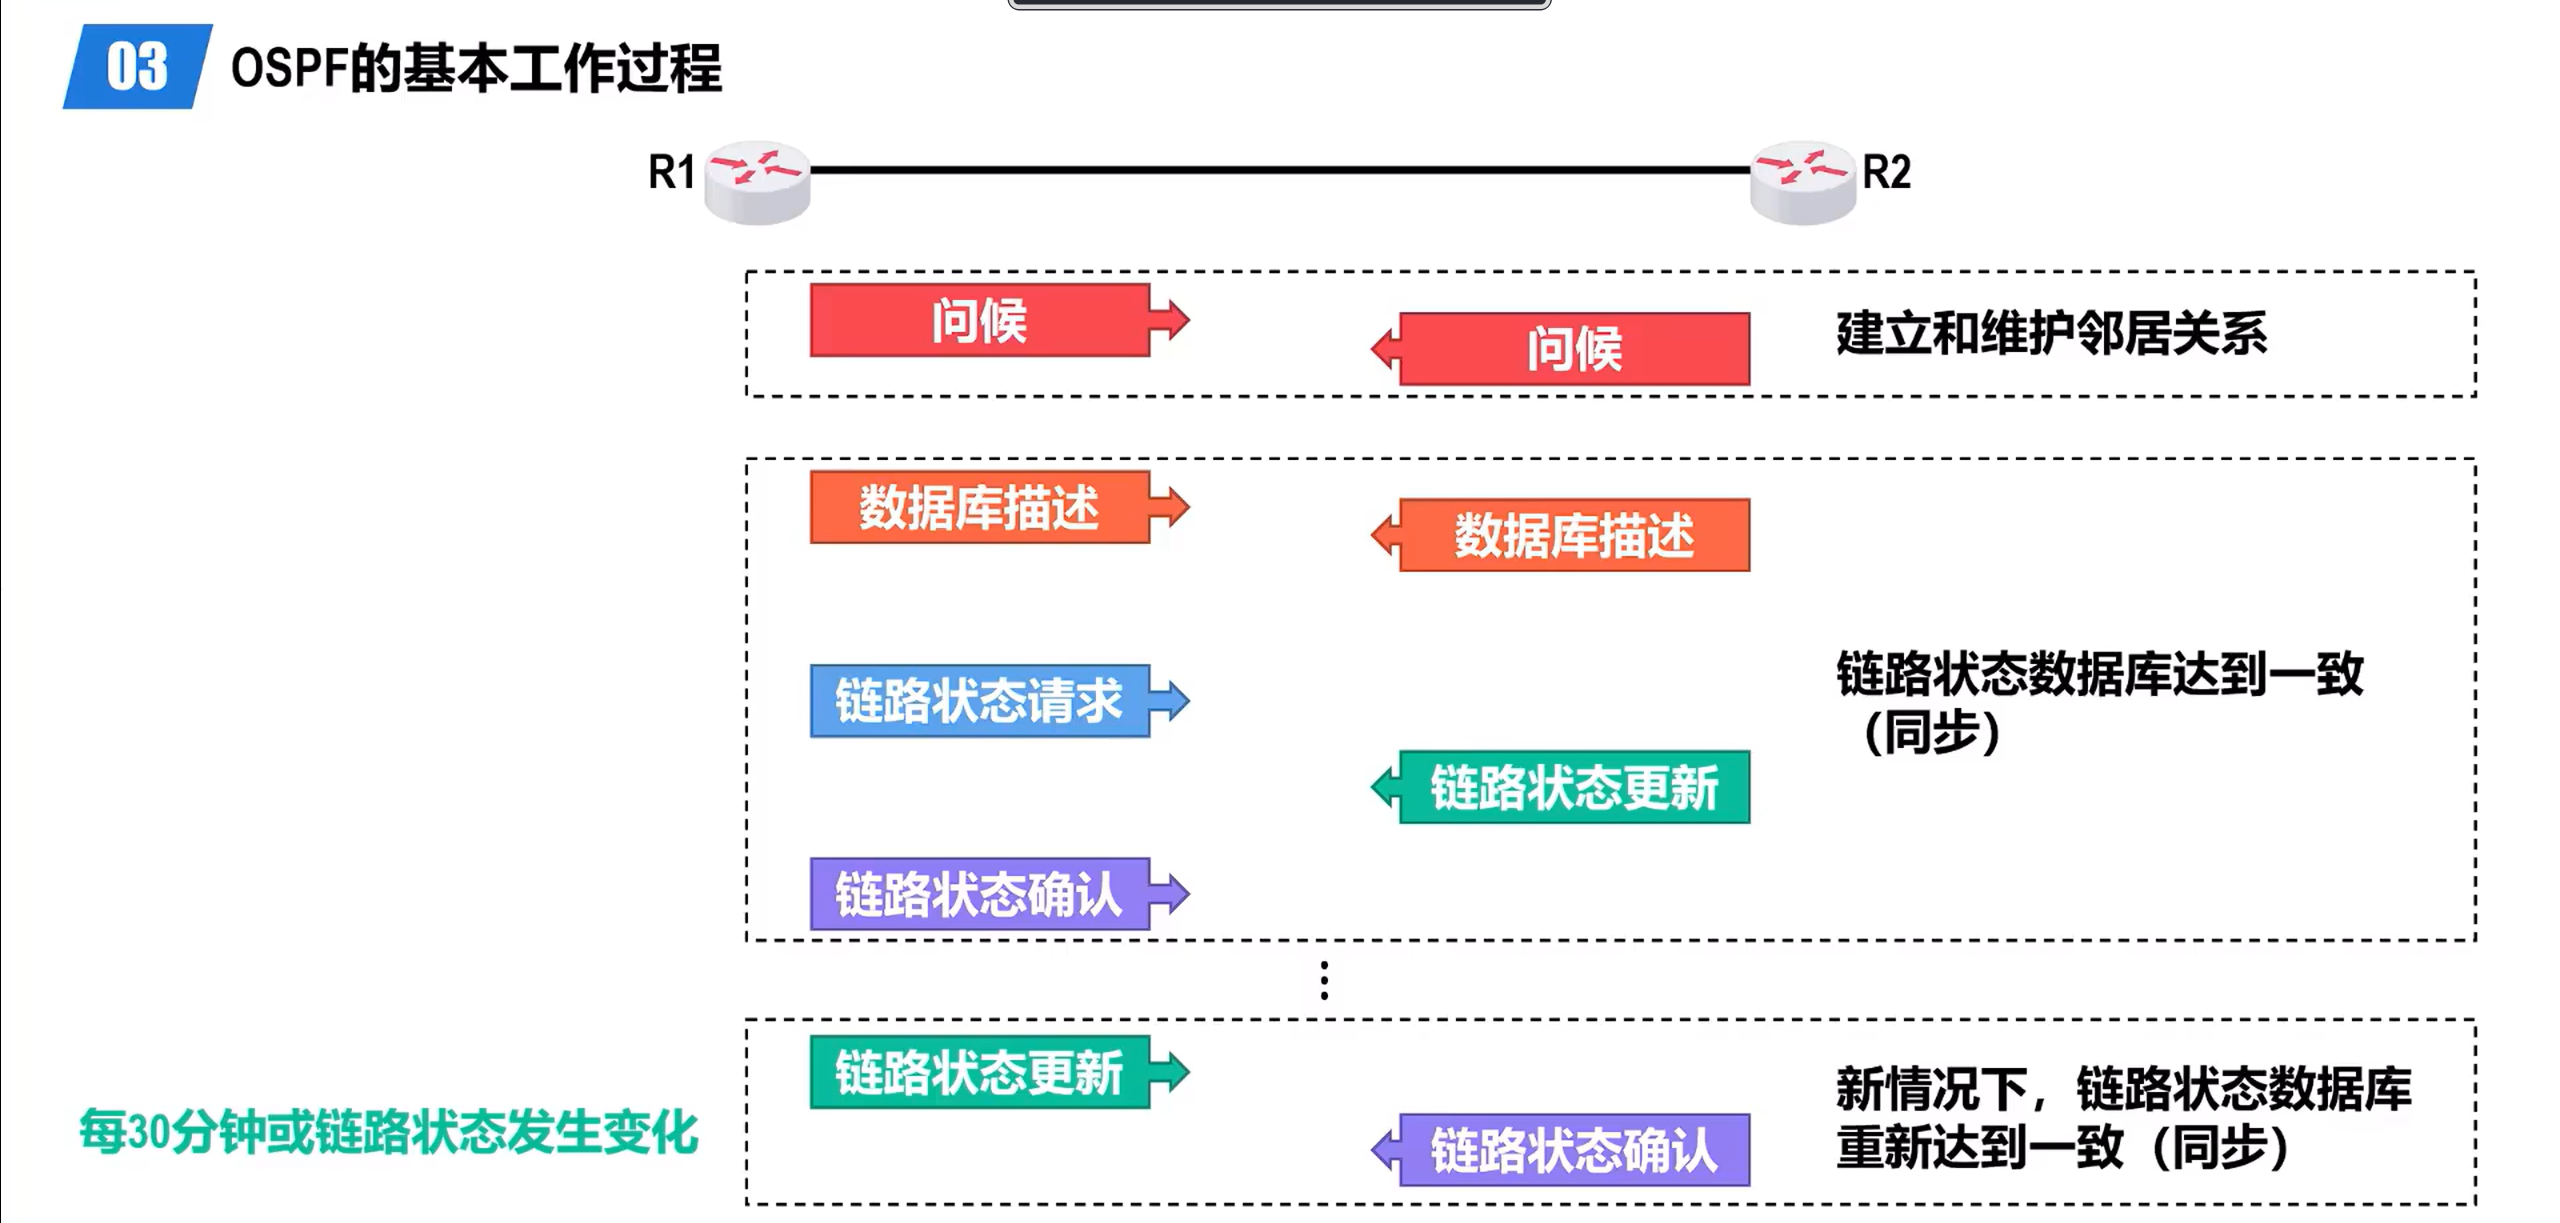 03 OSPF的基本工作过程
R1
R2
问候
问候
建立和维护邻居关系
数据库描述
数据库描述
链路状态请求
链路状态数据库达到一致
（同步）
链路状态更新
链路状态确认
⋮
链路状态更新
每30分钟或链路状态发生变化
新情况下，链路状态数据库
重新达到一致（同步）
链路状态确认